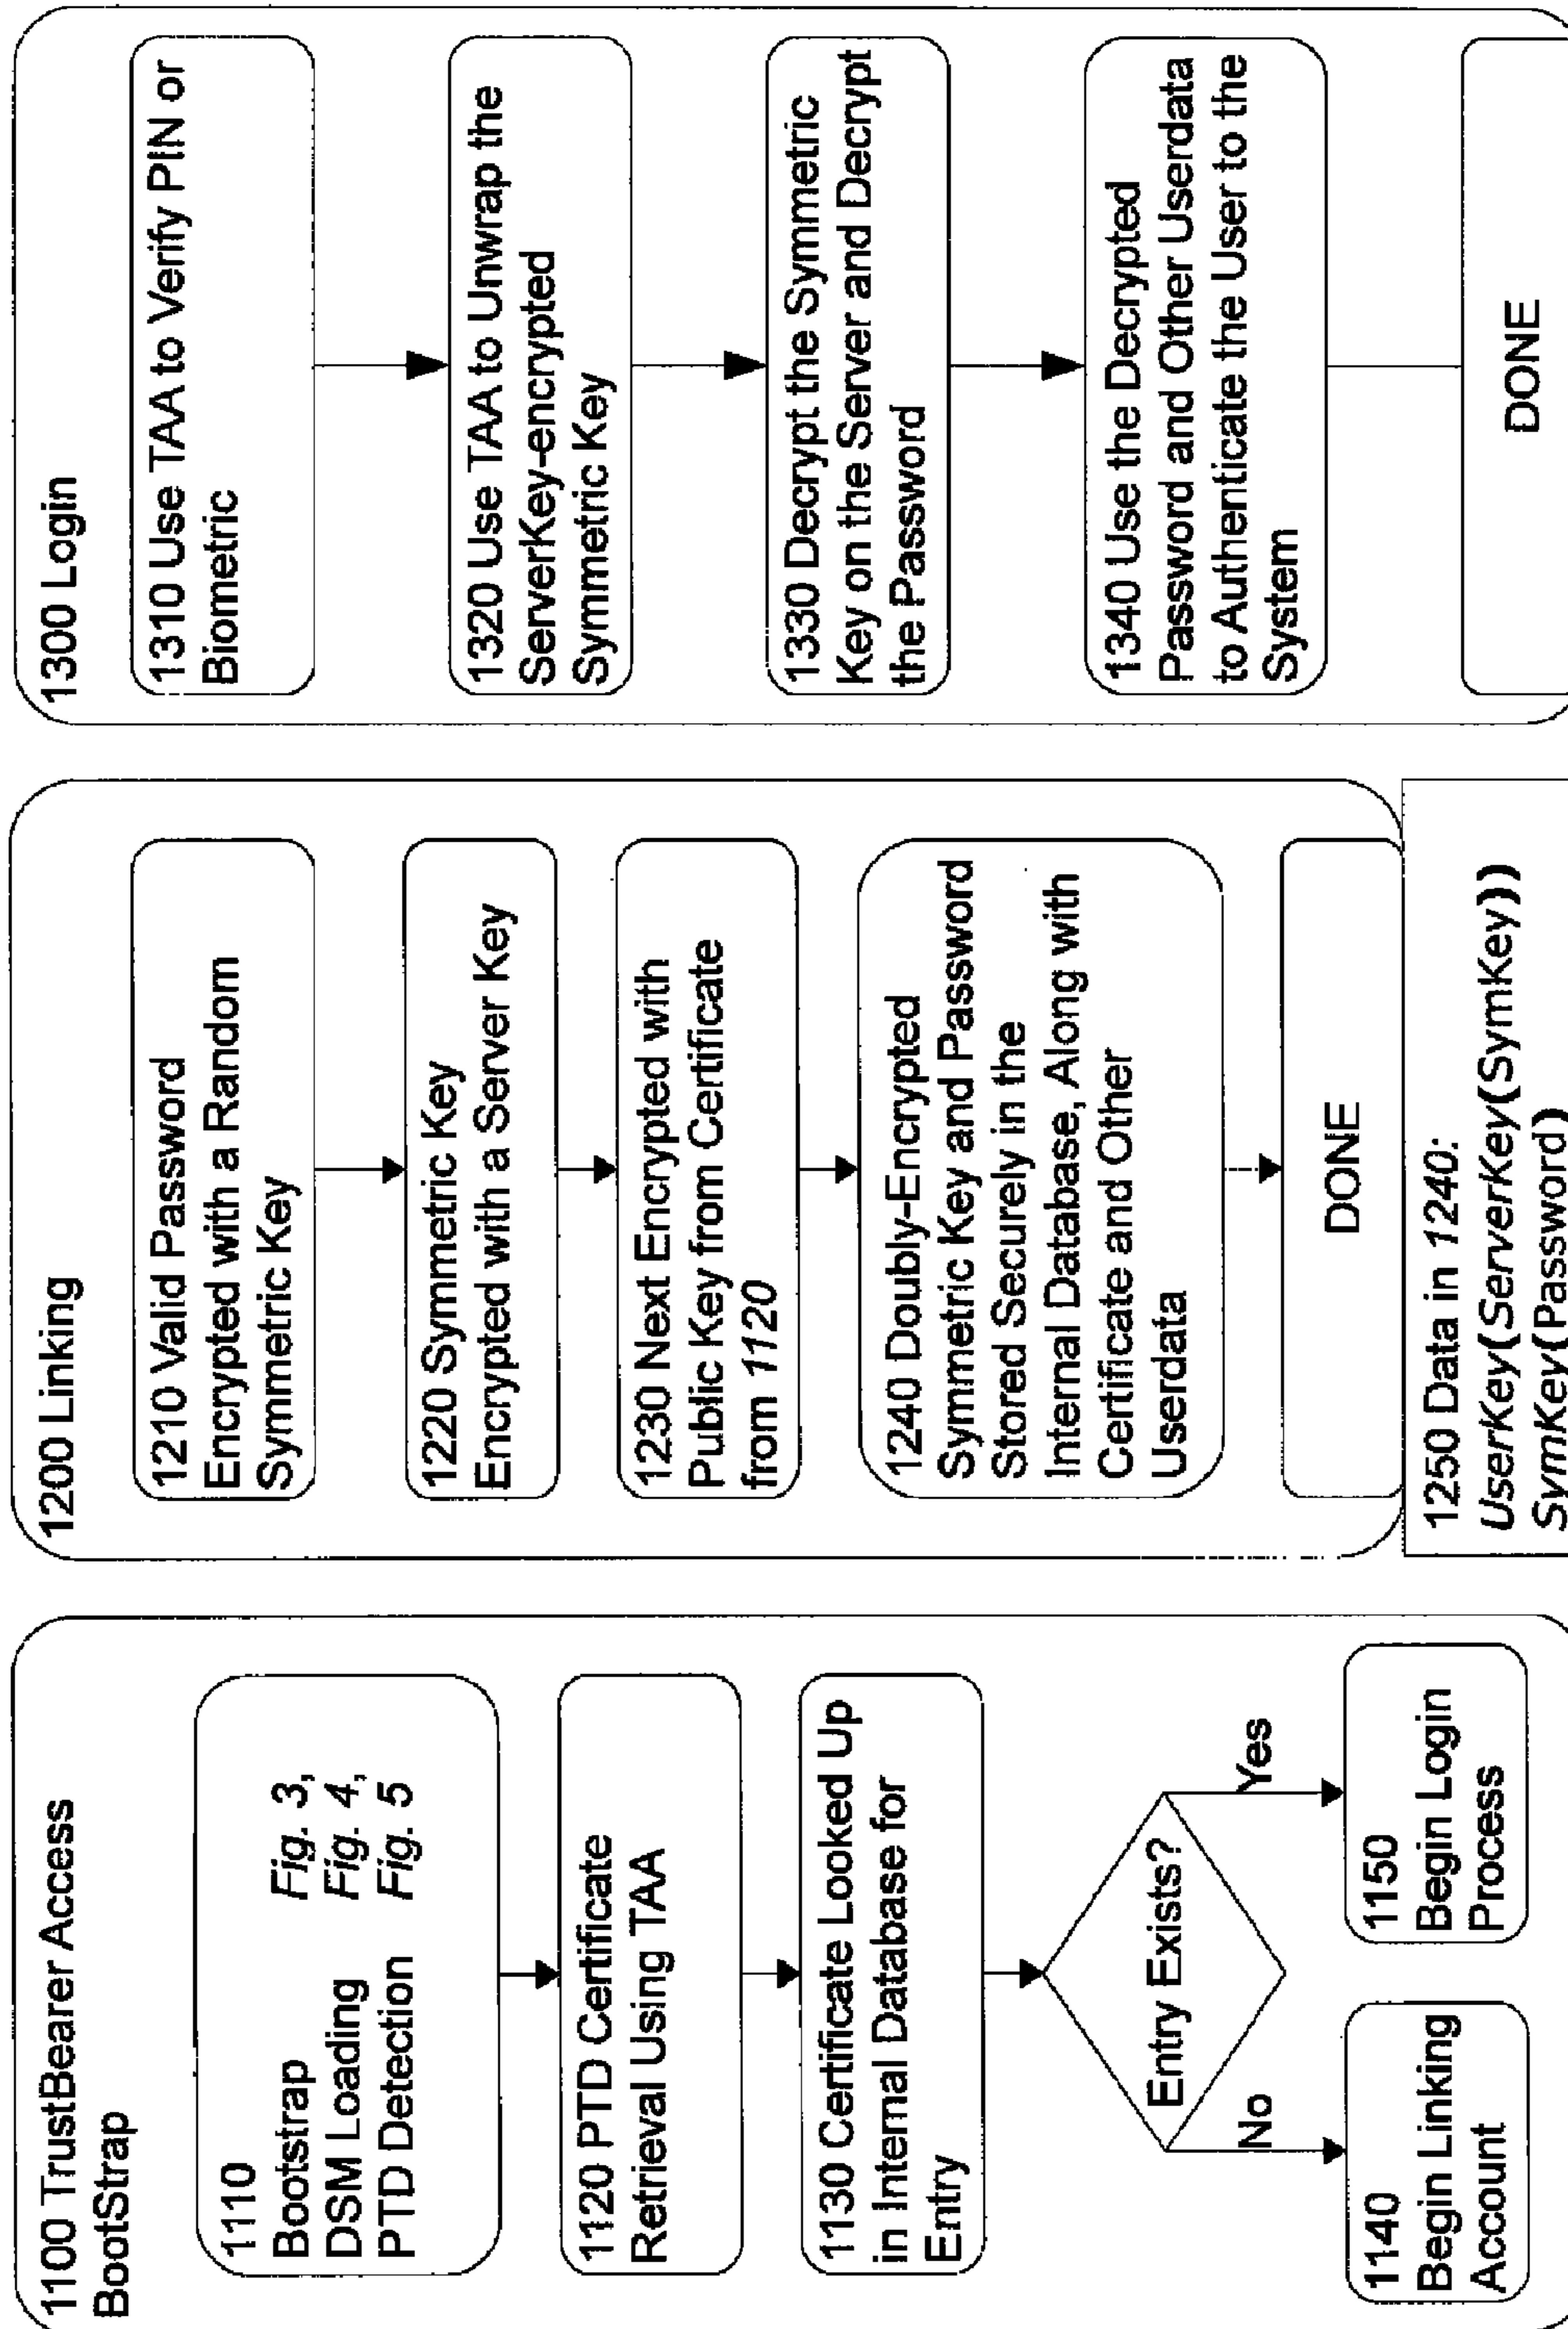 1100 TrustBearer Access
BootStrap
1110
Bootstrap Fig. 3,
DSM Loading Fig. 4,
PTD Detection Fig. 5
1120 PTD Certificate
Retrieval Using TAA
1130 Certificate Looked Up
in Internal Database for
Entry
Entry Exists?
No
Yes
1140
Begin Linking
Account
1150
Begin Login
Process
1200 Linking
1210 Valid Password
Encrypted with a Random
Symmetric Key
1220 Symmetric Key
Encrypted with a Server Key
1230 Next Encrypted with
Public Key from Certificate
from 1120
1240 Doubly-Encrypted
Symmetric Key and Password
Stored Securely in the
Internal Database, Along with
Certificate and Other
Userdata
DONE
1250 Data in 1240:
UserKey(ServerKey(SymKey))
SymKey(Password)
1300 Login
1310 Use TAA to Verify PIN or
Biometric
1320 Use TAA to Unwrap the
ServerKey-encrypted
Symmetric Key
1330 Decrypt the Symmetric
Key on the Server and Decrypt
the Password
1340 Use the Decrypted
Password and Other Userdata
to Authenticate the User to the
System
DONE